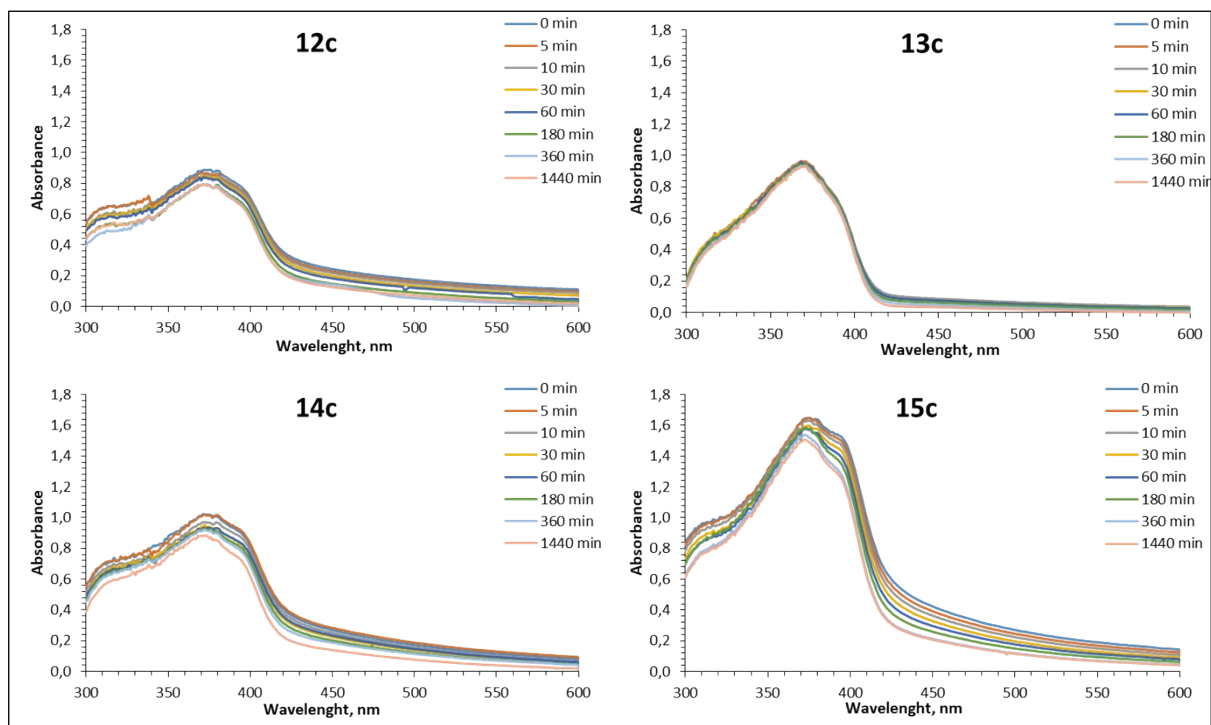 12c
1,8
1,6
1,4
1,2
1,0
0,8
0,6
0,4
0,2
0,0
Absorbance
300 350 400 450 500 550 600
Wavelenght, nm
0 min
5 min
10 min
30 min
60 min
180 min
360 min
1440 min
13c
1,8
1,6
1,4
1,2
1,0
0,8
0,6
0,4
0,2
0,0
Absorbance
300 350 400 450 500 550 600
Wavelenght, nm
0 min
5 min
10 min
30 min
60 min
180 min
360 min
1440 min
14c
1,8
1,6
1,4
1,2
1,0
0,8
0,6
0,4
0,2
0,0
Absorbance
300 350 400 450 500 550 600
Wavelenght, nm
0 min
5 min
10 min
30 min
60 min
180 min
360 min
1440 min
15c
1,8
1,6
1,4
1,2
1,0
0,8
0,6
0,4
0,2
0,0
Absorbance
300 350 400 450 500 550 600
Wavelenght, nm
0 min
5 min
10 min
30 min
60 min
180 min
360 min
1440 min